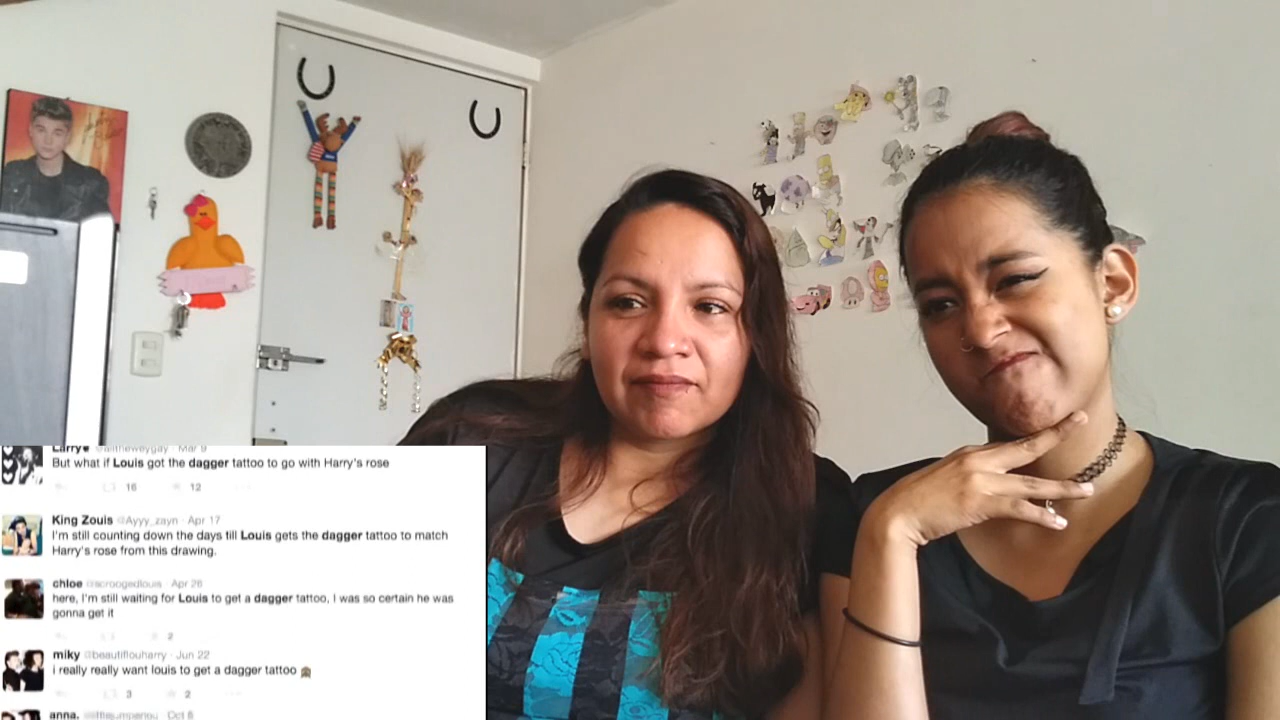 Larry
· Mar 9
But what if Louis got the dagger tattoo to go with Harry's rose
16 12
King Zouis @Ayyy_zayn · Apr 17
I'm still counting down the days till Louis gets the dagger tattoo to match
Harry's rose from this drawing.
chloe @scroogedlouis · Apr 26
here, I'm still waiting for Louis to get a dagger tattoo, I was so certain he was
gonna get it
2
miky @beautiflouharry · Jun 22
i really really want louis to get a dagger tattoo
3 2
anna. Oct 6